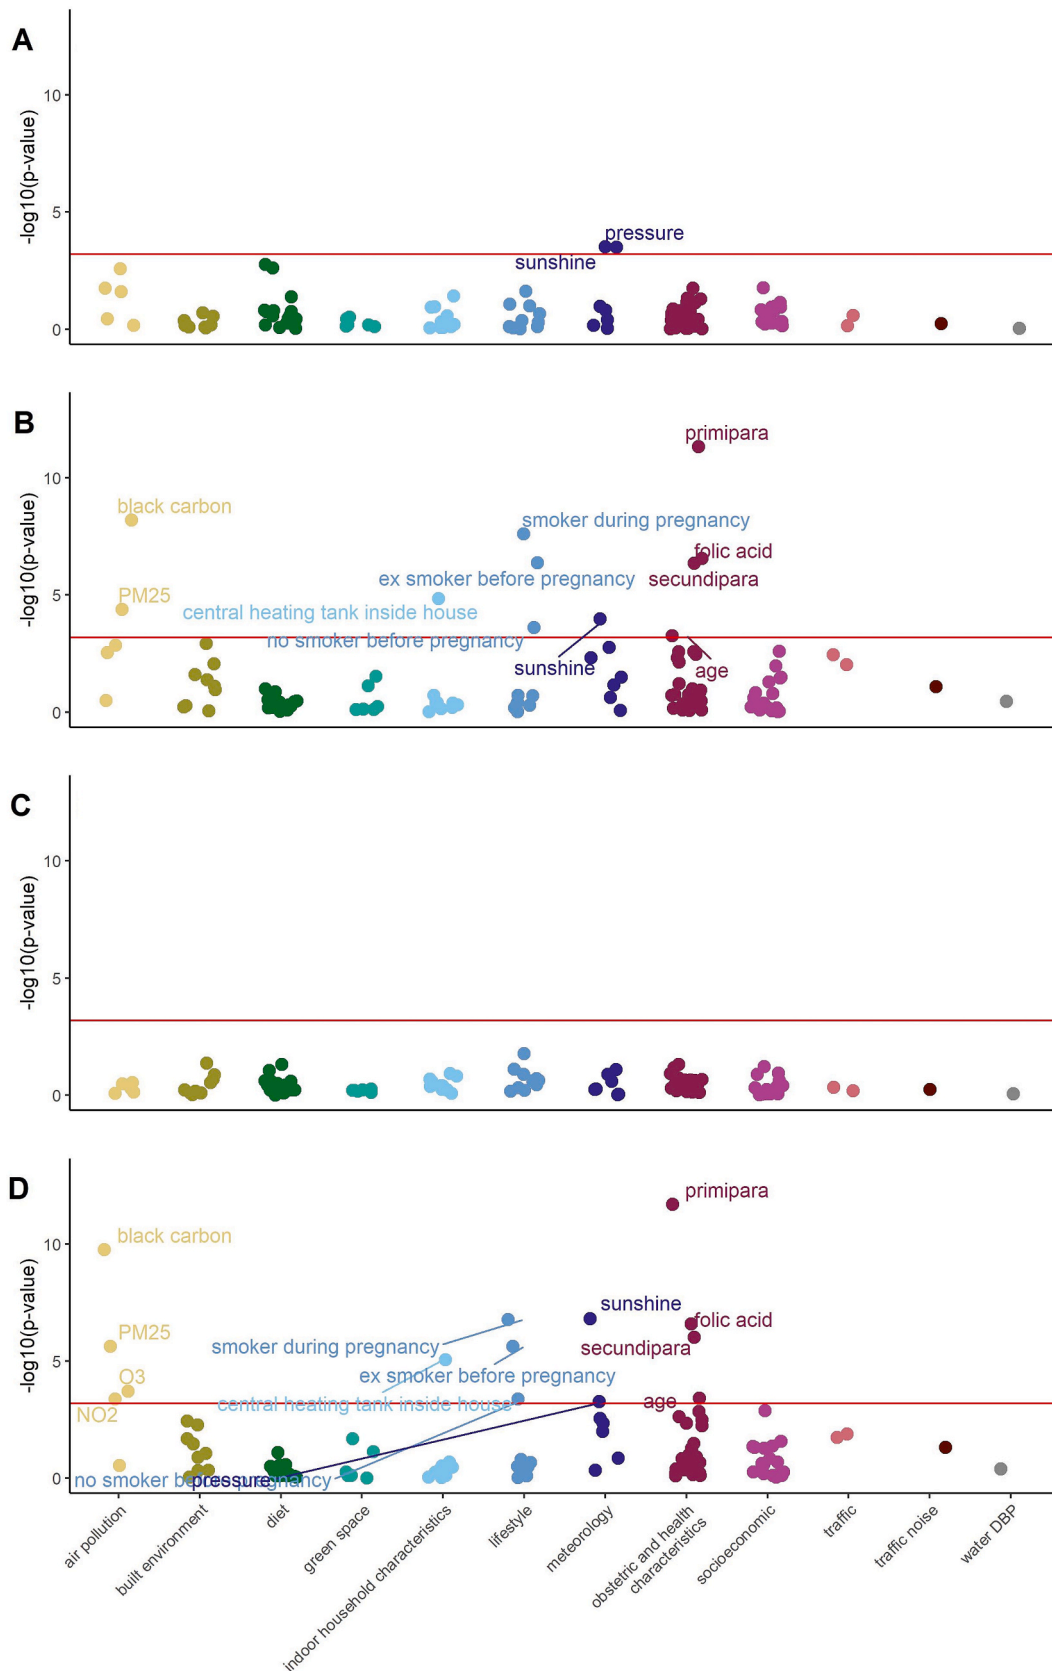 A
-log10(p-value)
10
5
0
pressure
sunshine
B
-log10(p-value)
10
5
0
primipara
black carbon
smoker during pregnancy
folic acid
ex smoker before pregnancy
secundipara
PM25
central heating tank inside house
no smoker before pregnancy
sunshine
age
C
-log10(p-value)
10
5
0
D
-log10(p-value)
10
5
0
primipara
black carbon
sunshine
PM25
folic acid
smoker during pregnancy
secundipara
O3
ex smoker before pregnancy
central heating tank inside house
age
NO2
no smoker before pregnancy
pressure
air pollution
built environment
diet
green space
indoor household characteristics
lifestyle
meteorology
obstetric and health
characteristics
socioeconomic
traffic
traffic noise
water DBP